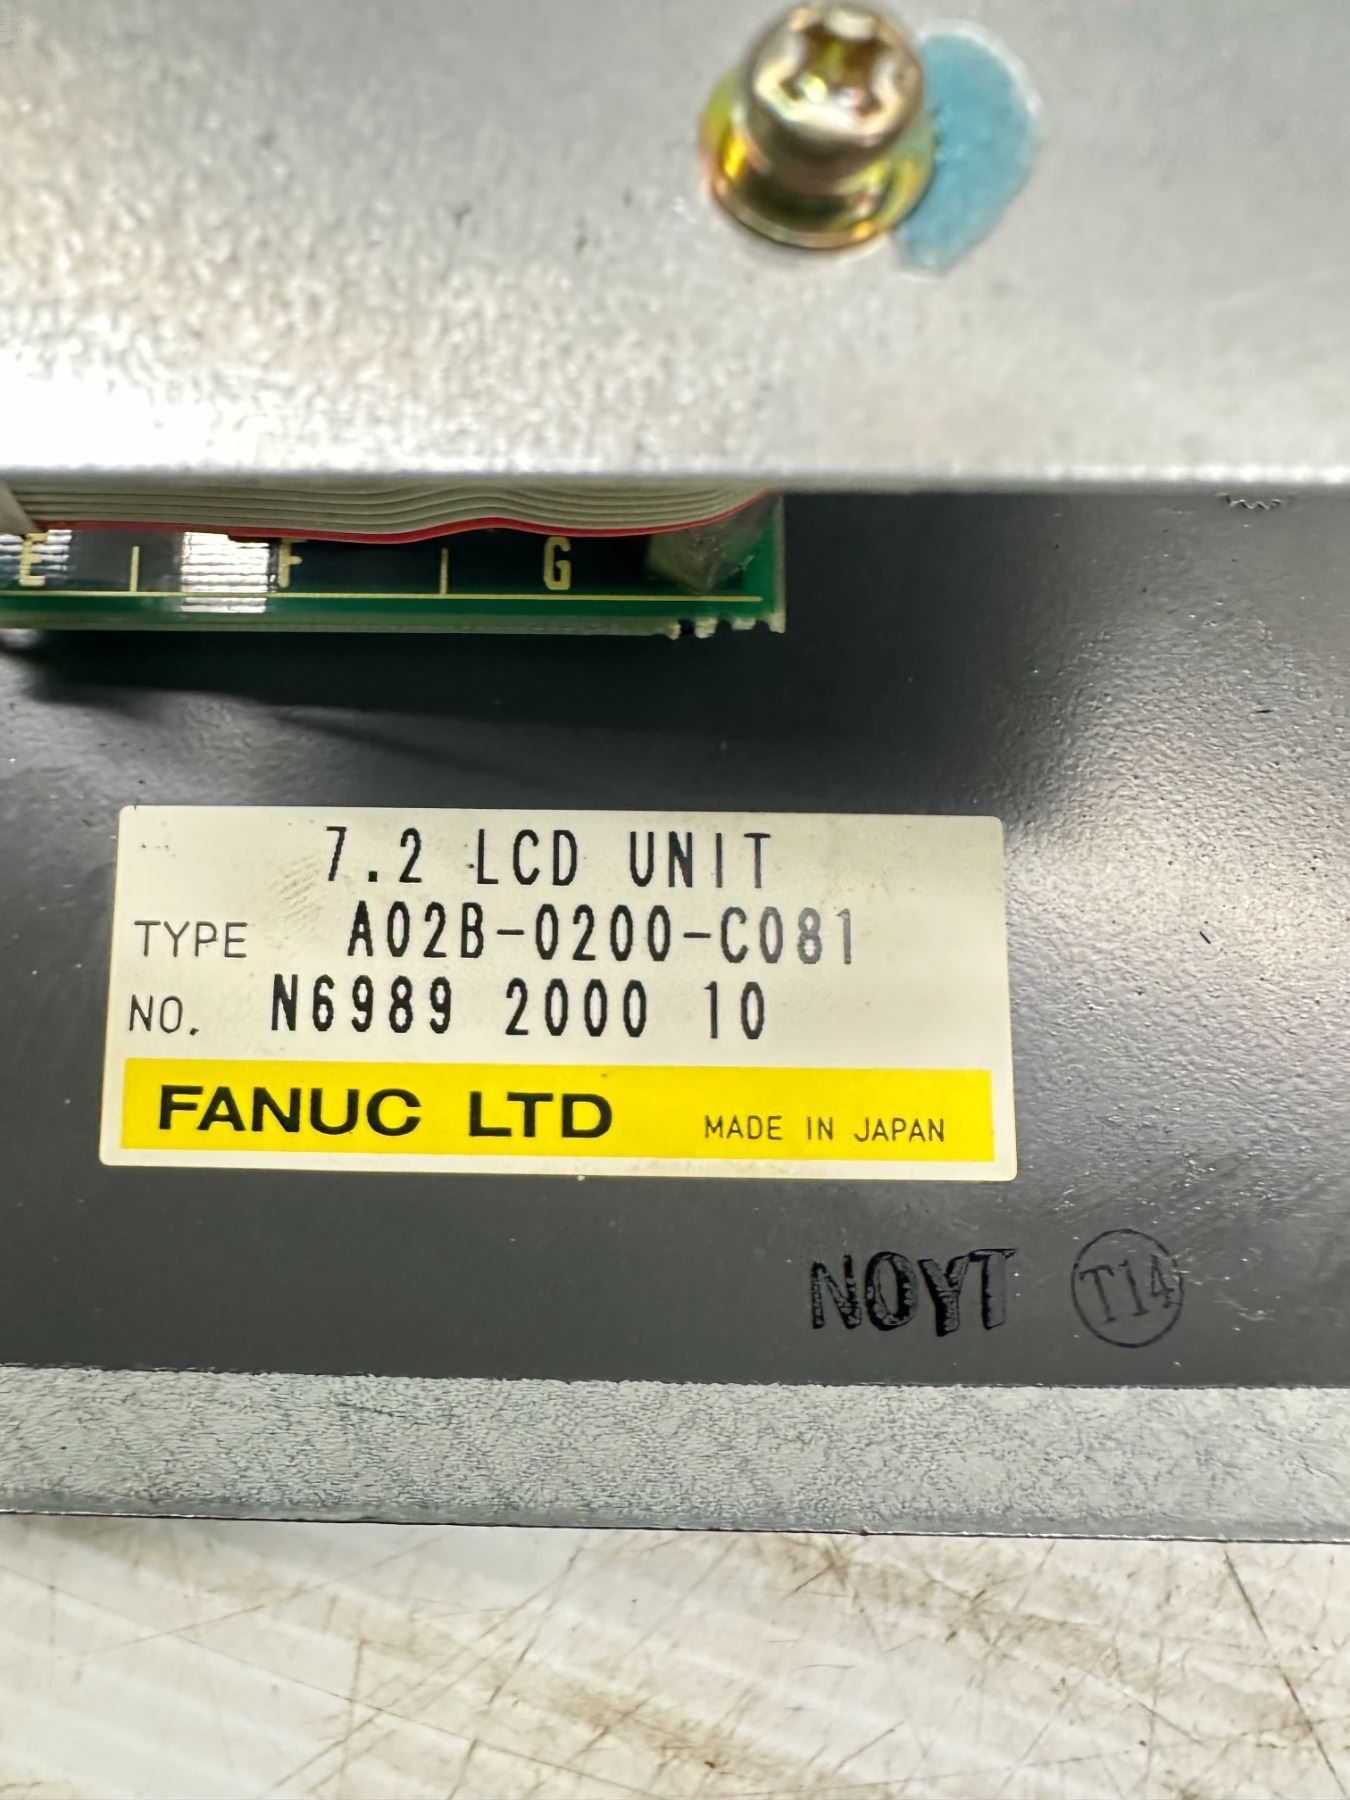 E F G
7.2 LCD UNIT
TYPE A02B-0200-C081
NO. N6989 2000 10
FANUC LTD MADE IN JAPAN
NOYT T14